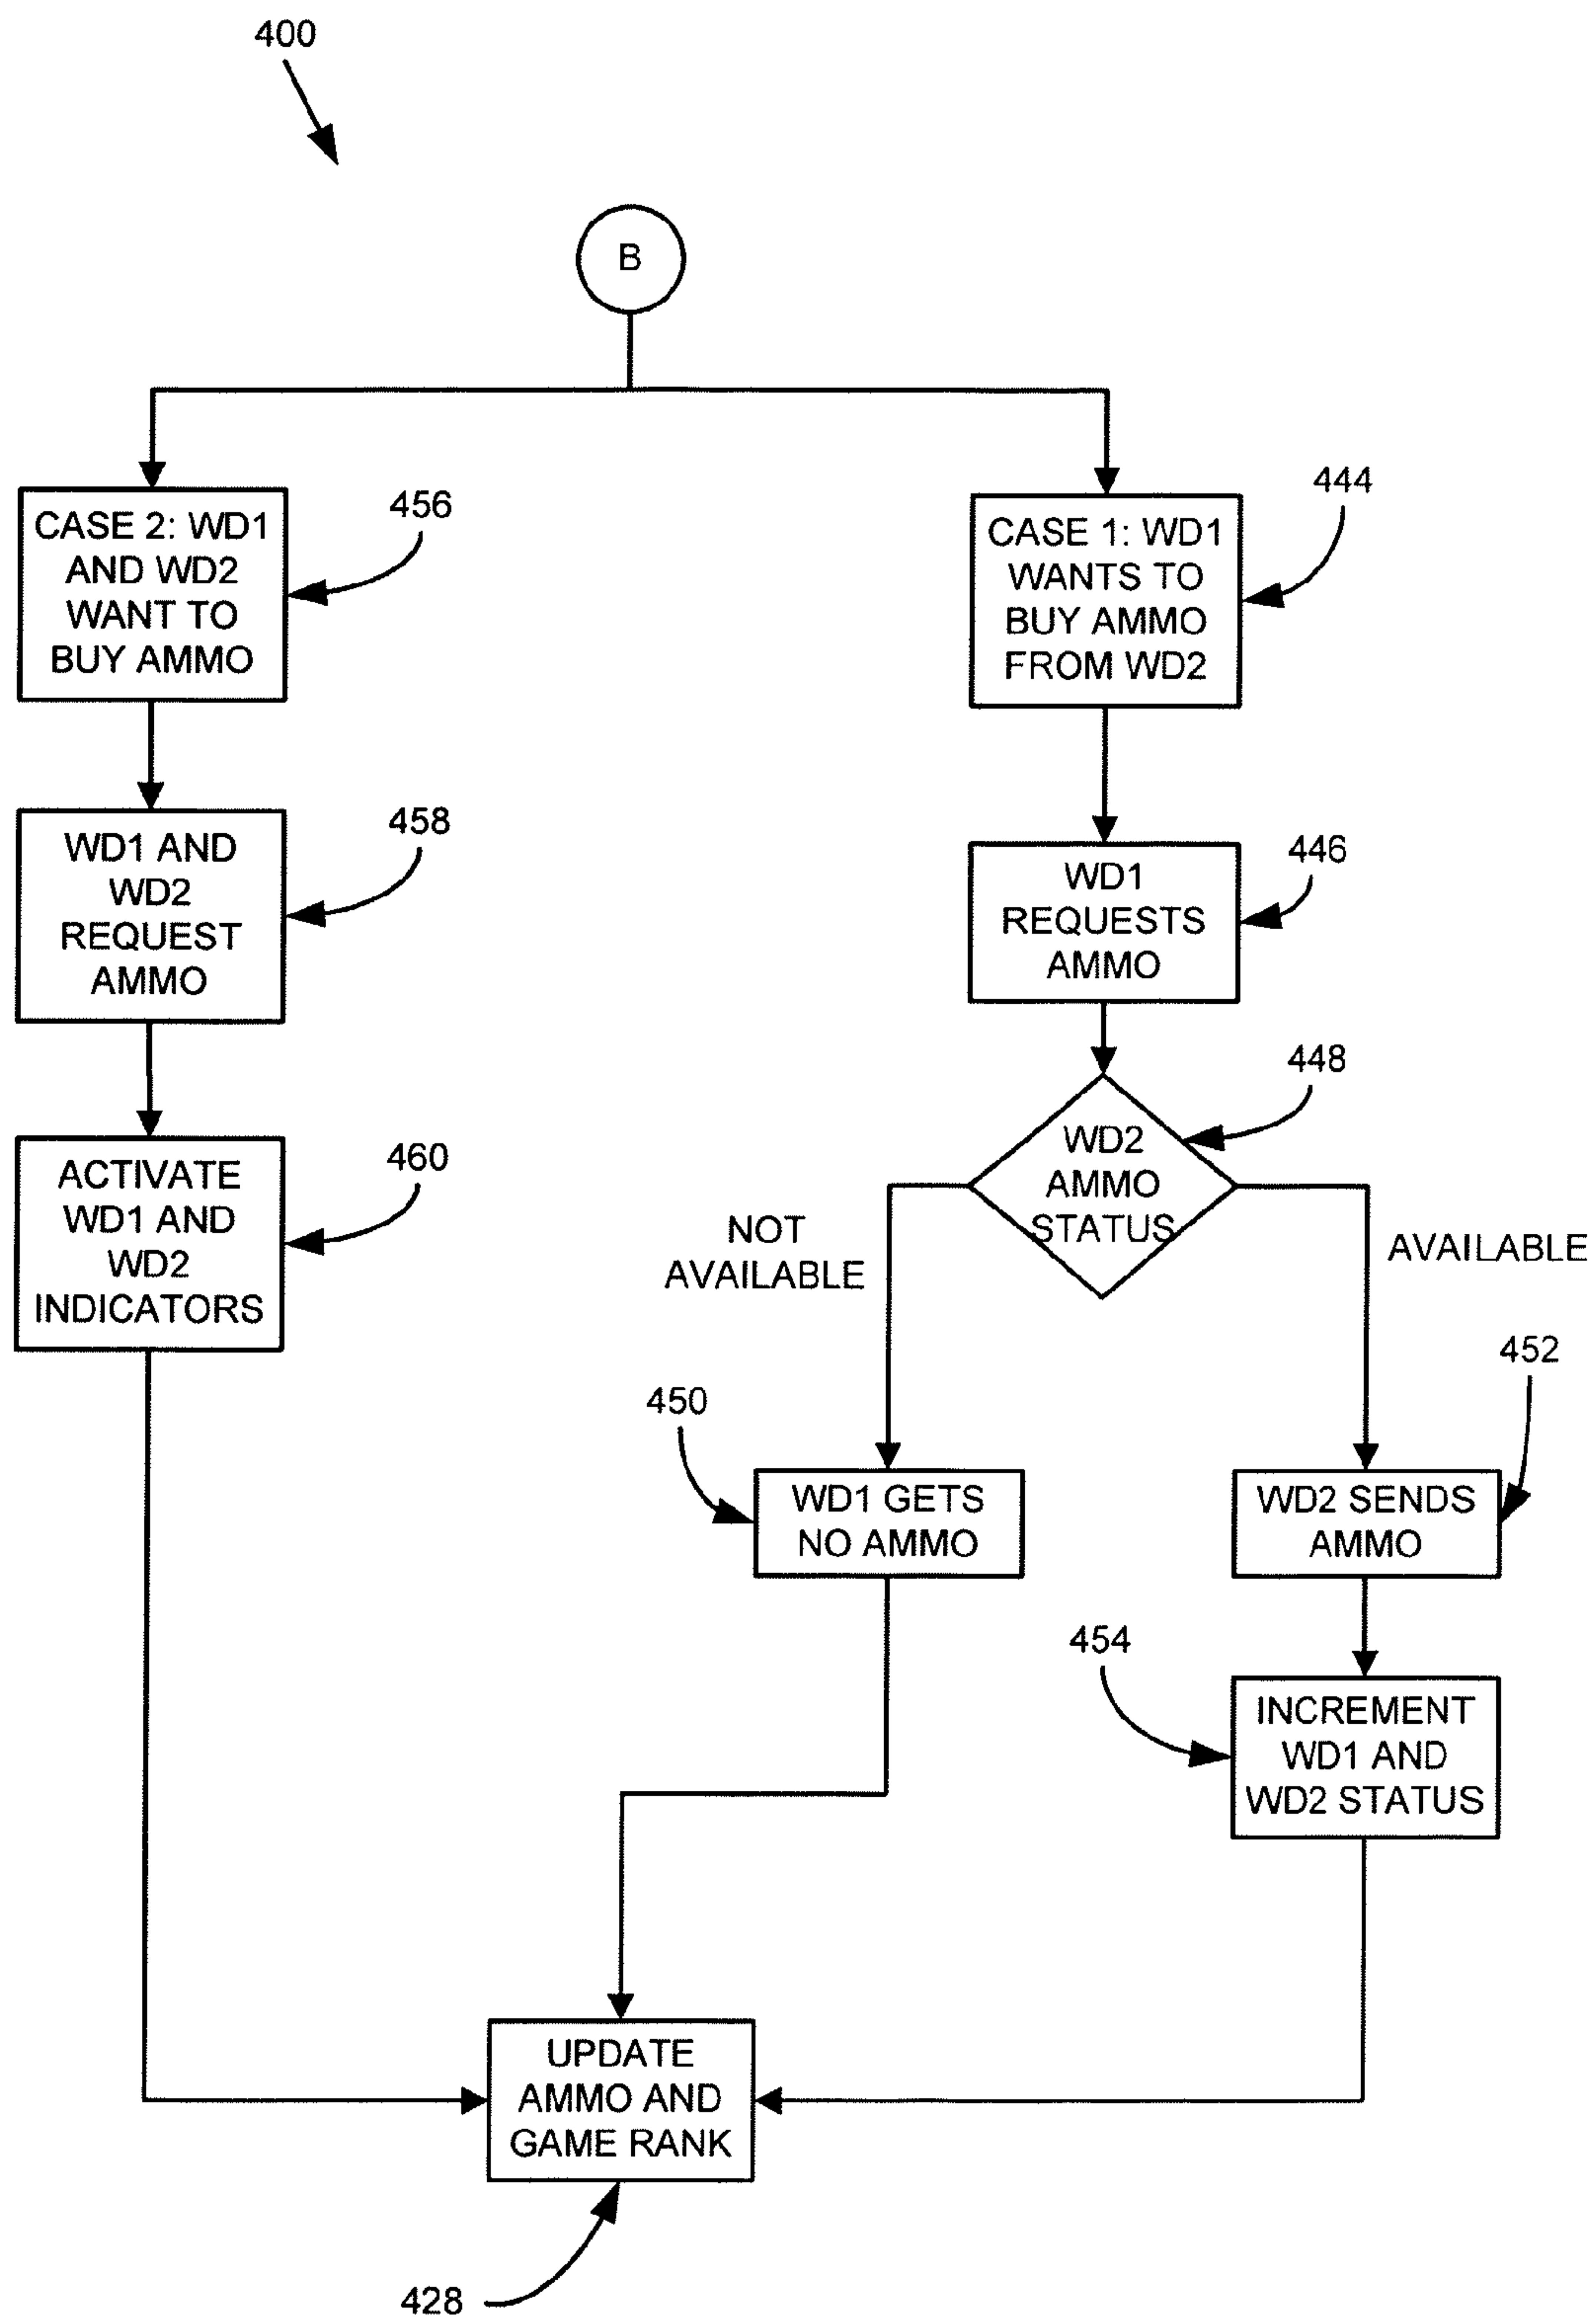 400
B
CASE 2: WD1
AND WD2
WANT TO
BUY AMMO
456
CASE 1: WD1
WANTS TO
BUY AMMO
FROM WD2
444
WD1 AND
WD2
REQUEST
AMMO
458
WD1
REQUESTS
AMMO
446
WD2
AMMO
STATUS
448
ACTIVATE
WD1 AND
WD2
INDICATORS
460
NOT
AVAILABLE
AVAILABLE
450
WD1 GETS
NO AMMO
452
WD2 SENDS
AMMO
454
INCREMENT
WD1 AND
WD2 STATUS
UPDATE
AMMO AND
GAME RANK
428